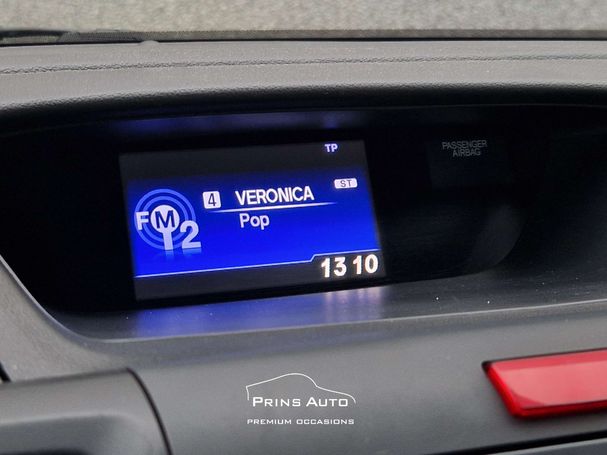 TP
PASSENGER
AIRBAG
4 VERONICA ST
FM 2
Pop
13 10
PRINS AUTO
PREMIUM OCCASIONS